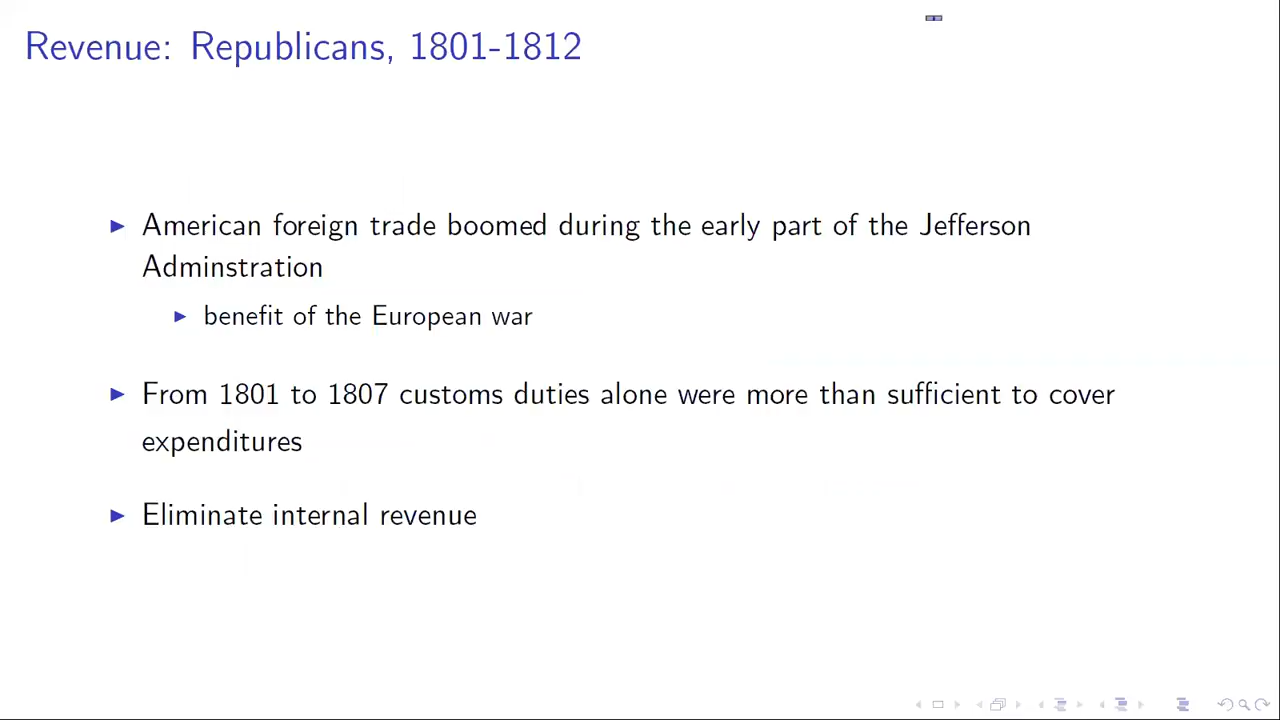 Revenue: Republicans, 1801-1812
American foreign trade boomed during the early part of the Jefferson
Adminstration
benefit of the European war
From 1801 to 1807 customs duties alone were more than sufficient to cover
expenditures
Eliminate internal revenue